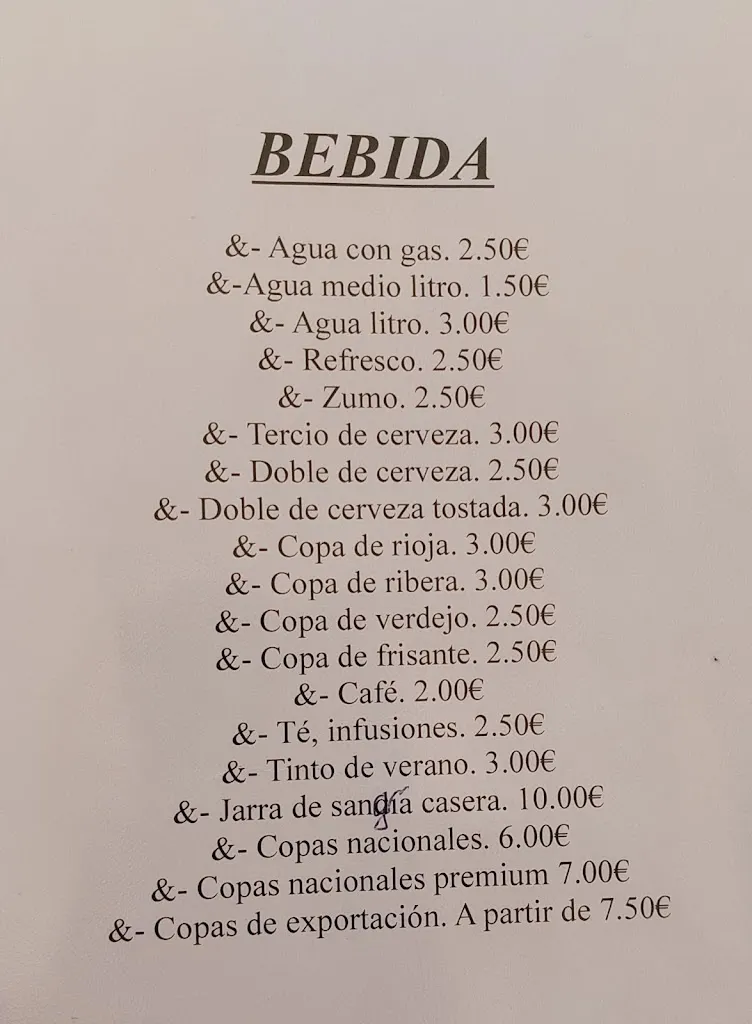 BEBIDA
&- Agua con gas. 2.50€
&-Agua medio litro. 1.50€
&- Agua litro. 3.00€
&- Refresco. 2.50€
&- Zumo. 2.50€
&- Tercio de cerveza. 3.00€
&- Doble de cerveza. 2.50€
&- Doble de cerveza tostada. 3.00€
&- Copa de rioja. 3.00€
&- Copa de ribera. 3.00€
&- Copa de verdejo. 2.50€
&- Copa de frisante. 2.50€
&- Café. 2.00€
&- Té, infusiones. 2.50€
&- Tinto de verano. 3.00€
&- Jarra de sangía casera. 10.00€
&- Copas nacionales. 6.00€
&- Copas nacionales premium 7.00€
&- Copas de exportación. A partir de 7.50€